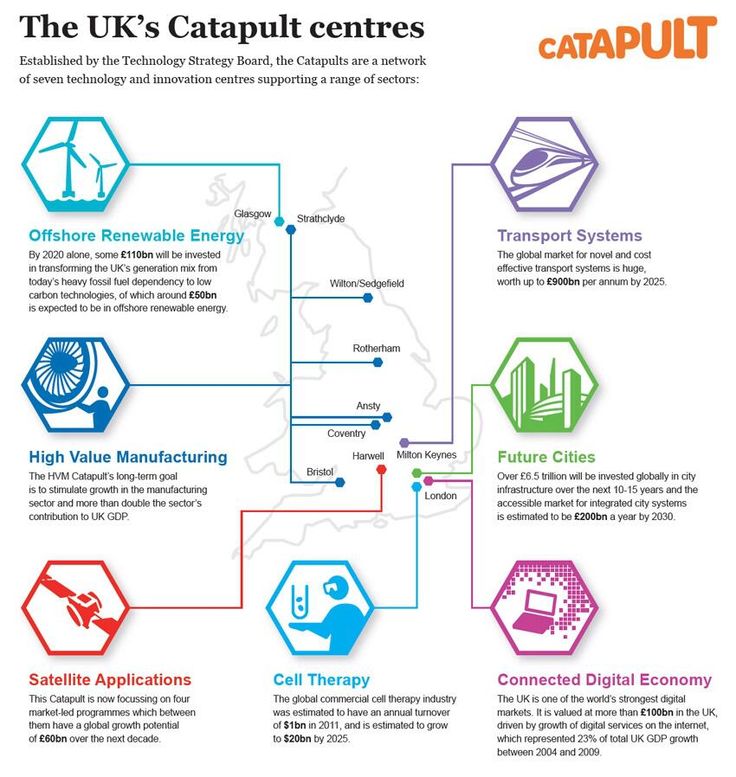 The UK's Catapult centres
CATAPULT
Established by the Technology Strategy Board, the Catapults are a network
of seven technology and innovation centres supporting a range of sectors:
Glasgow
Strathclyde
Wilton/Sedgefield
Rotherham
Ansty
Coventry
Harwell
Milton Keynes
Bristol
London
Offshore Renewable Energy
By 2020 alone, some £110bn will be invested
in transforming the UK's generation mix from
today's heavy fossil fuel dependency to low
carbon technologies, of which around £50bn
is expected to be in offshore renewable energy.
Transport Systems
The global market for novel and cost
effective transport systems is huge,
worth up to £900bn per annum by 2025.
High Value Manufacturing
The HVM Catapult's long-term goal
is to stimulate growth in the manufacturing
sector and more than double the sector's
contribution to UK GDP.
Future Cities
Over £6.5 trillion will be invested globally in city
infrastructure over the next 10-15 years and the
accessible market for integrated city systems
is estimated to be £200bn a year by 2030.
Satellite Applications
This Catapult is now focussing on four
market-led programmes which between
them have a global growth potential
of £60bn over the next decade.
Cell Therapy
The global commercial cell therapy industry
was estimated to have an annual turnover
of $1bn in 2011, and is estimated to grow
to $20bn by 2025.
Connected Digital Economy
The UK is one of the world's strongest digital
markets. It is valued at more than £100bn in the UK,
driven by growth of digital services on the internet,
which represented 23% of total UK GDP growth
between 2004 and 2009.